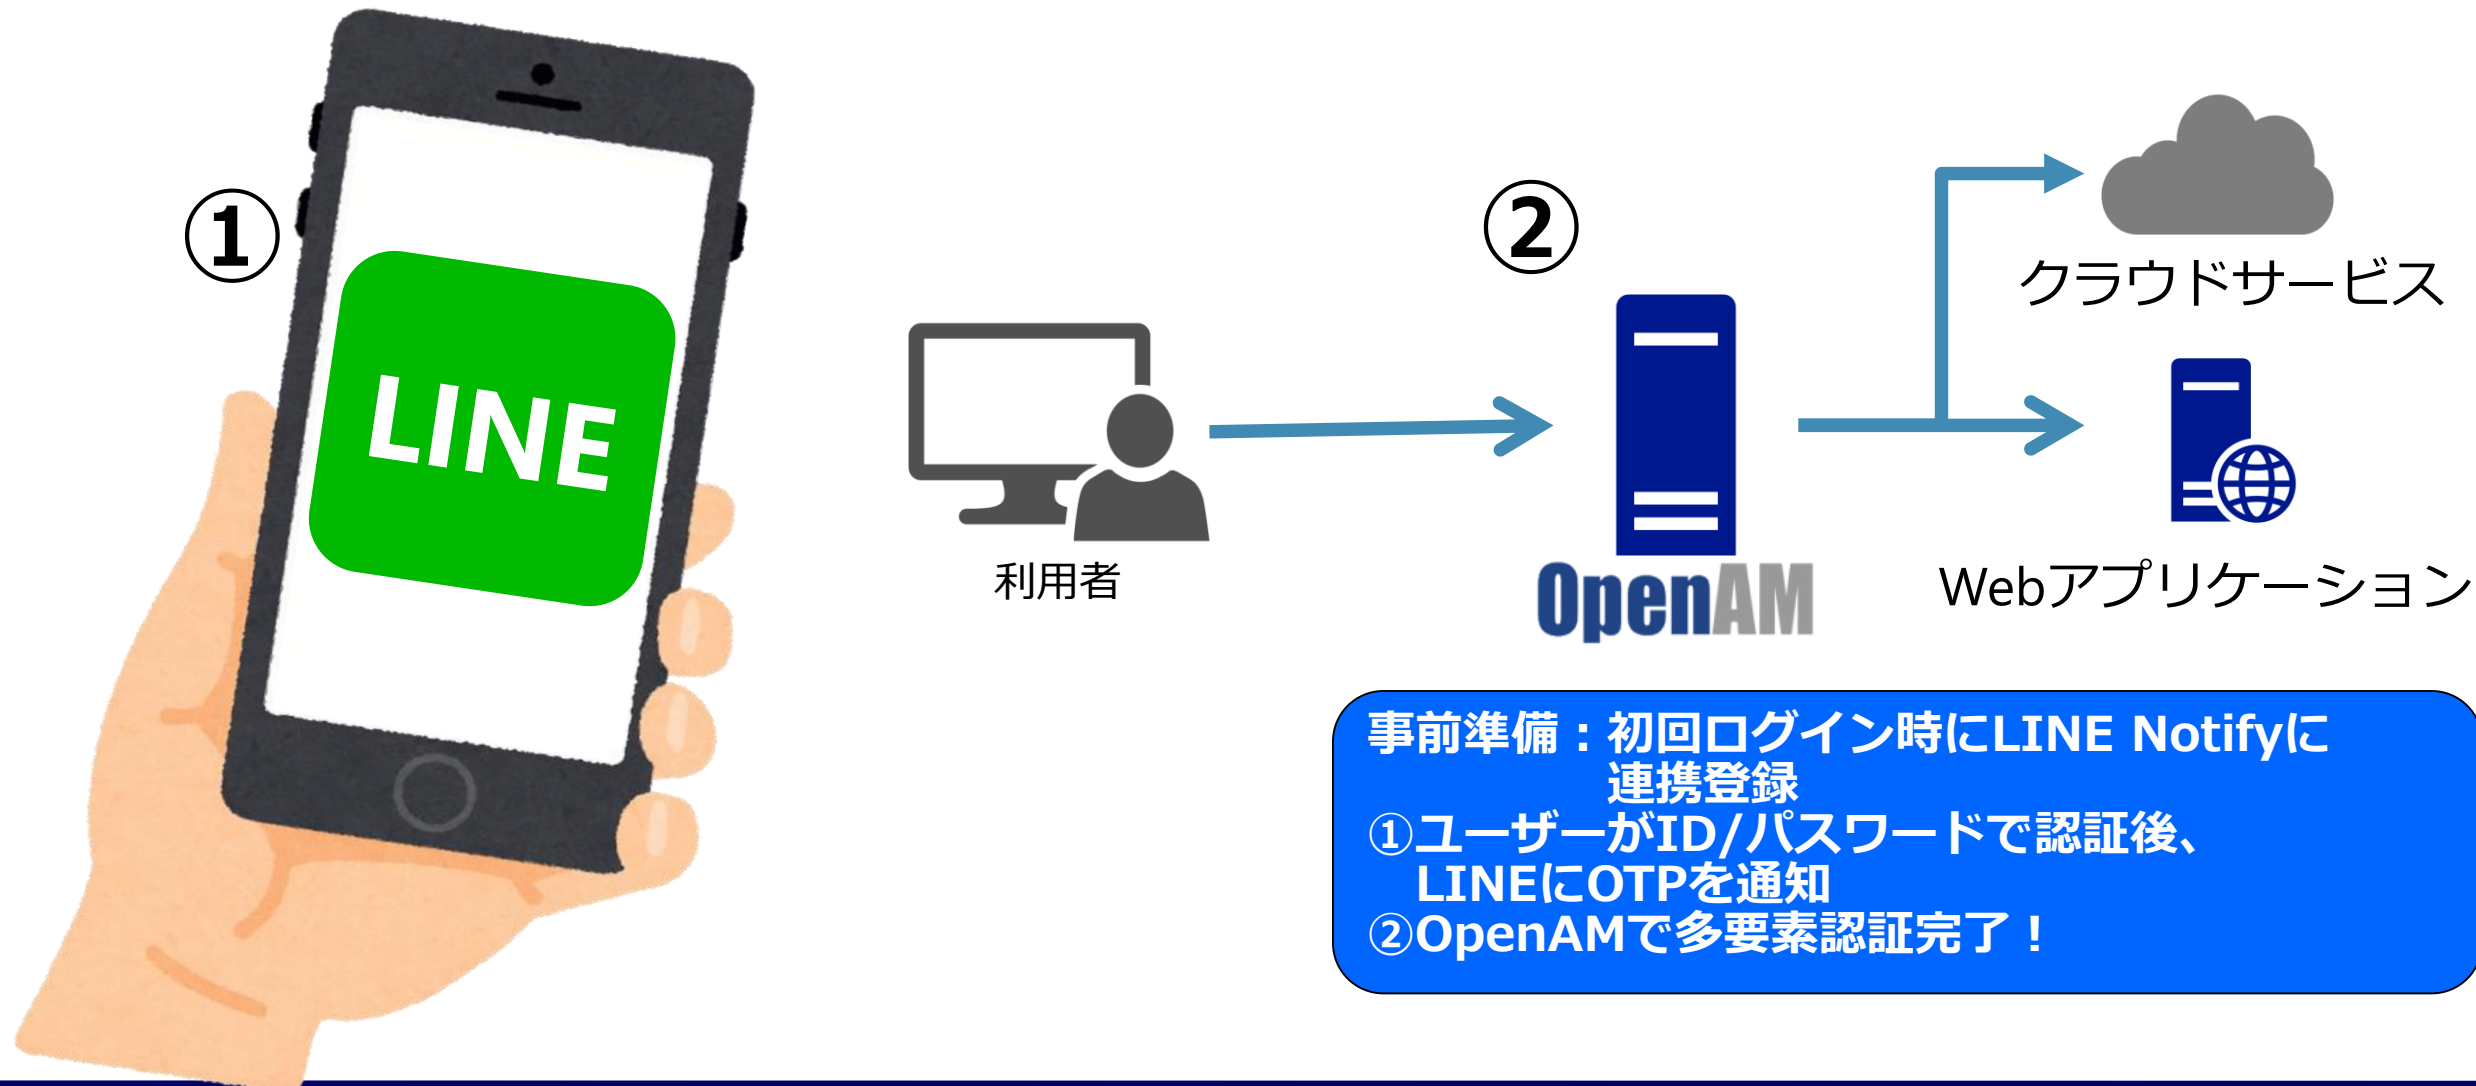 ①
LINE
②
クラウドサービス
利用者
OpenAM
Webアプリケーション
事前準備：初回ログイン時にLINE Notifyに
連携登録
①ユーザーがID/パスワードで認証後、
LINEにOTPを通知
②OpenAMで多要素認証完了！